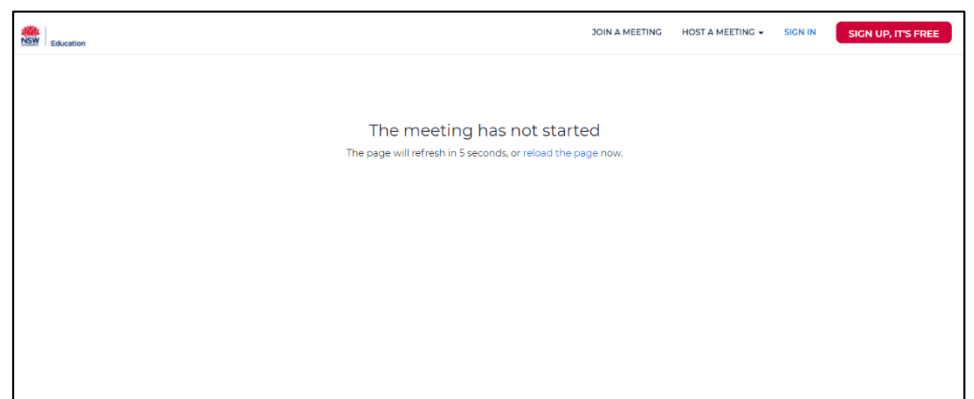 NSW Education
JOIN A MEETING HOST A MEETING SIGN IN SIGN UP, IT'S FREE
The meeting has not started
The page will refresh in 5 seconds, or reload the page now.